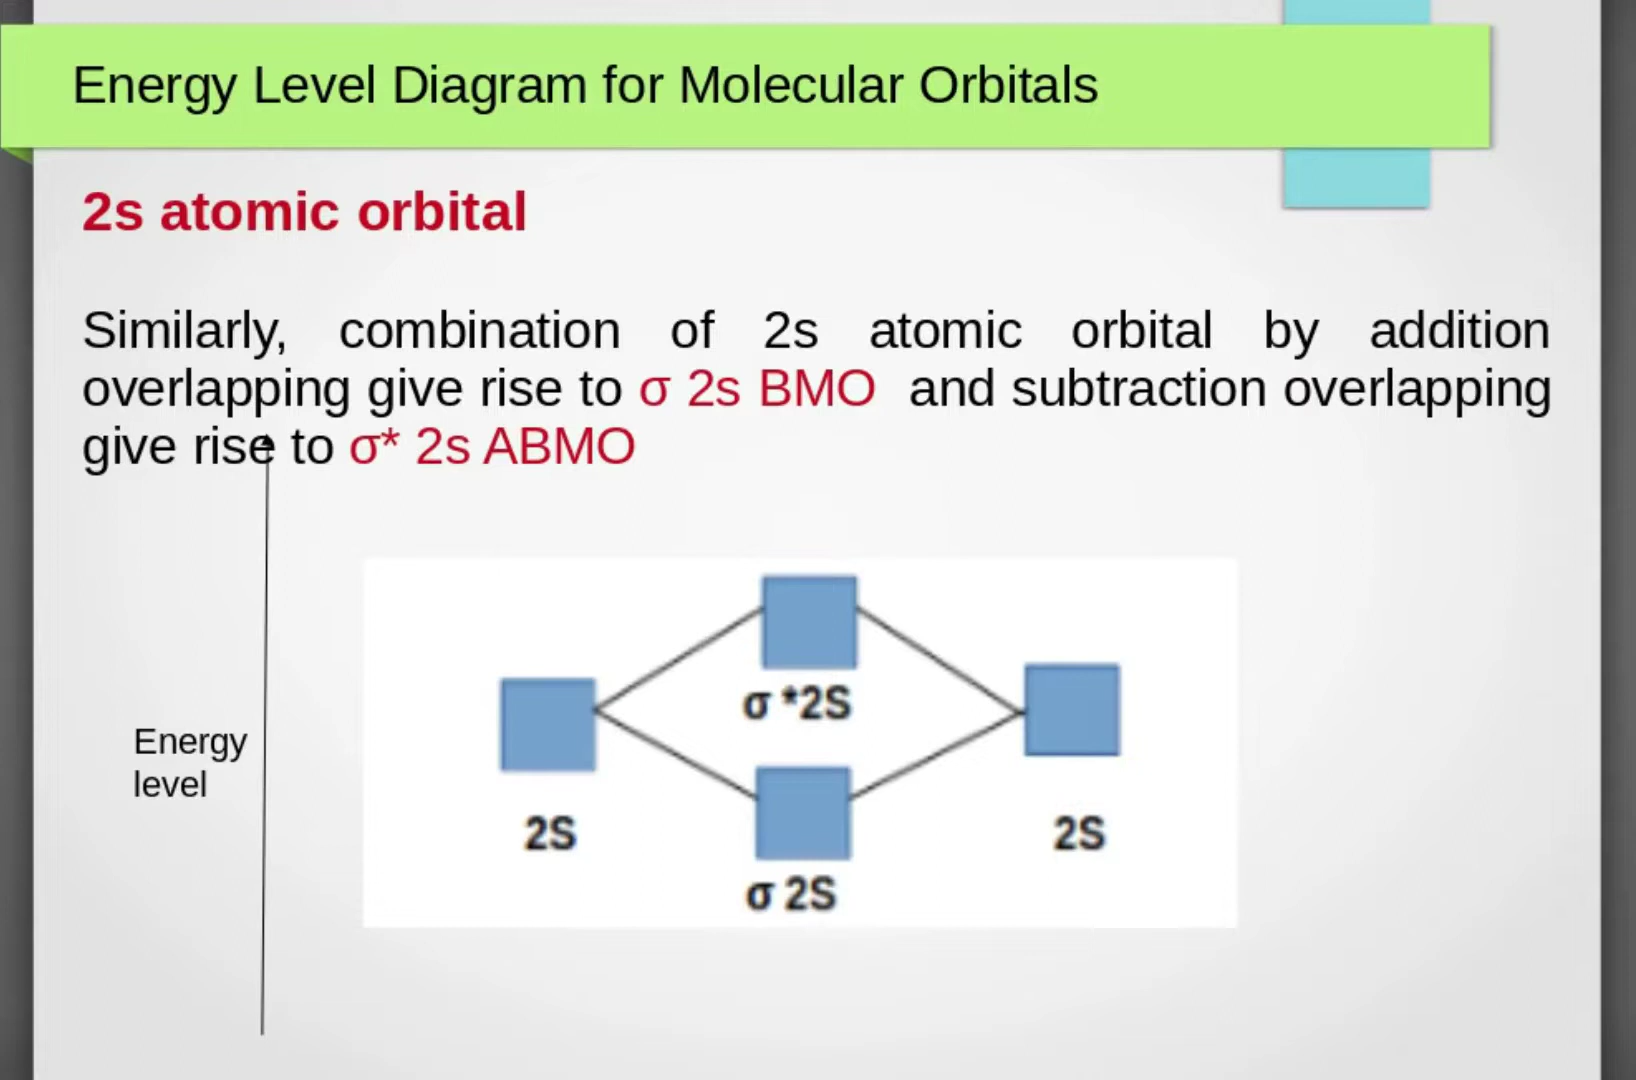 Energy Level Diagram for Molecular Orbitals
2s atomic orbital
Similarly, combination of 2s atomic orbital by addition
overlapping give rise to σ 2s BMO and subtraction overlapping
give rise to σ* 2s ABMO
σ *2S
Energy
level
2S
2S
σ 2S